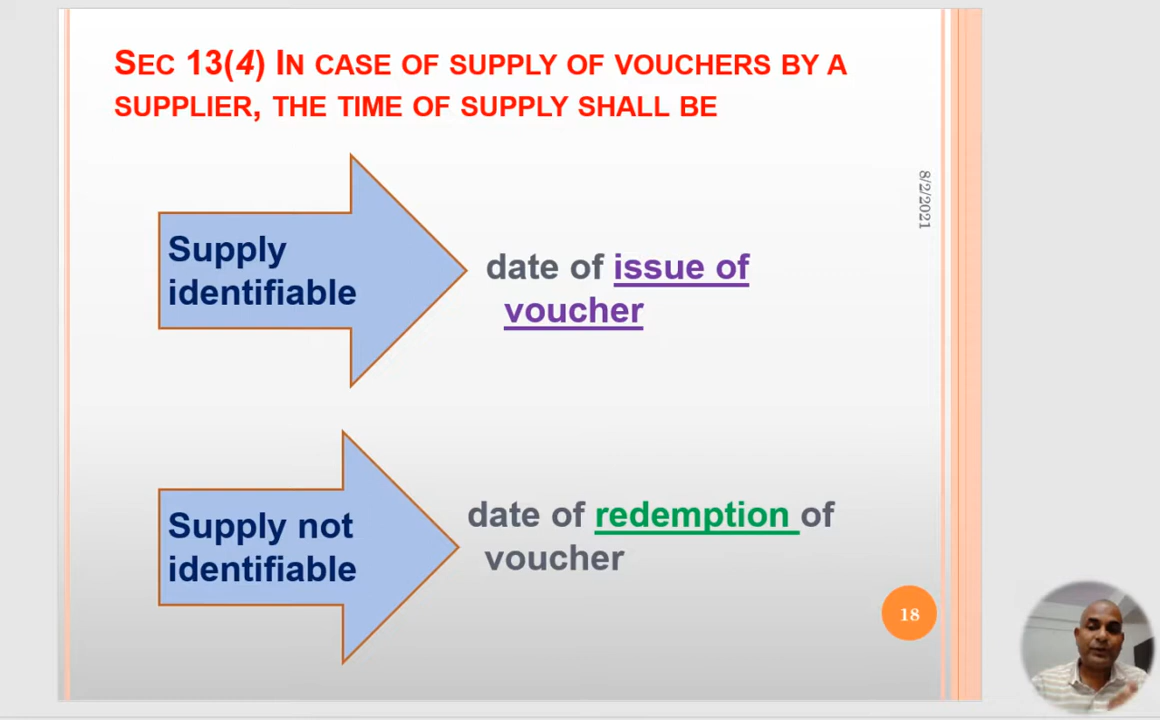 SEC 13(4) IN CASE OF SUPPLY OF VOUCHERS BY A
SUPPLIER, THE TIME OF SUPPLY SHALL BE
8/2/2021
Supply
identifiable
date of issue of
voucher
Supply not
identifiable
date of redemption of
voucher
18